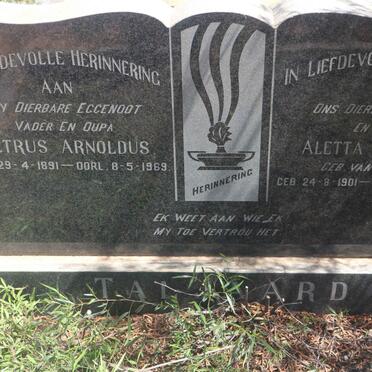 DEVOLLE HERINNERING
AAN
DIERBARE EGGENOOT
VADER EN OUPA
TRUS ARNOLDUS
29-4-1891 — OORL. 8-5-1969
HERINNERING
EK WEET AAN WIE EK
MY TOE VERTROU HET
IN LIEFDEVO
ONS DIER
EN
ALETTA
GEB. VAN
GEB. 24-8-1901 —